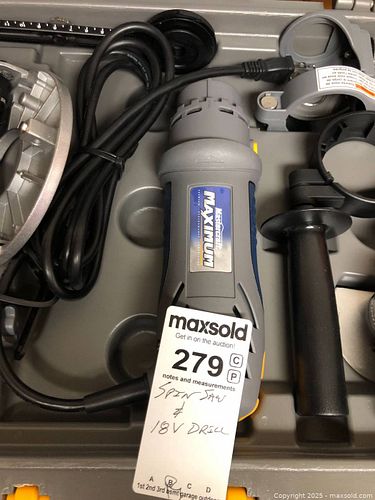 Mastercraft
MAXIMUM
maxsold
Get in on the auction!
279 C
P
notes and measurements
SPIN SAW
&
18V DRILL
A B C D
1st 2nd 3rd bsmt garage outdoor
Copyright 2025 - maxsold.com